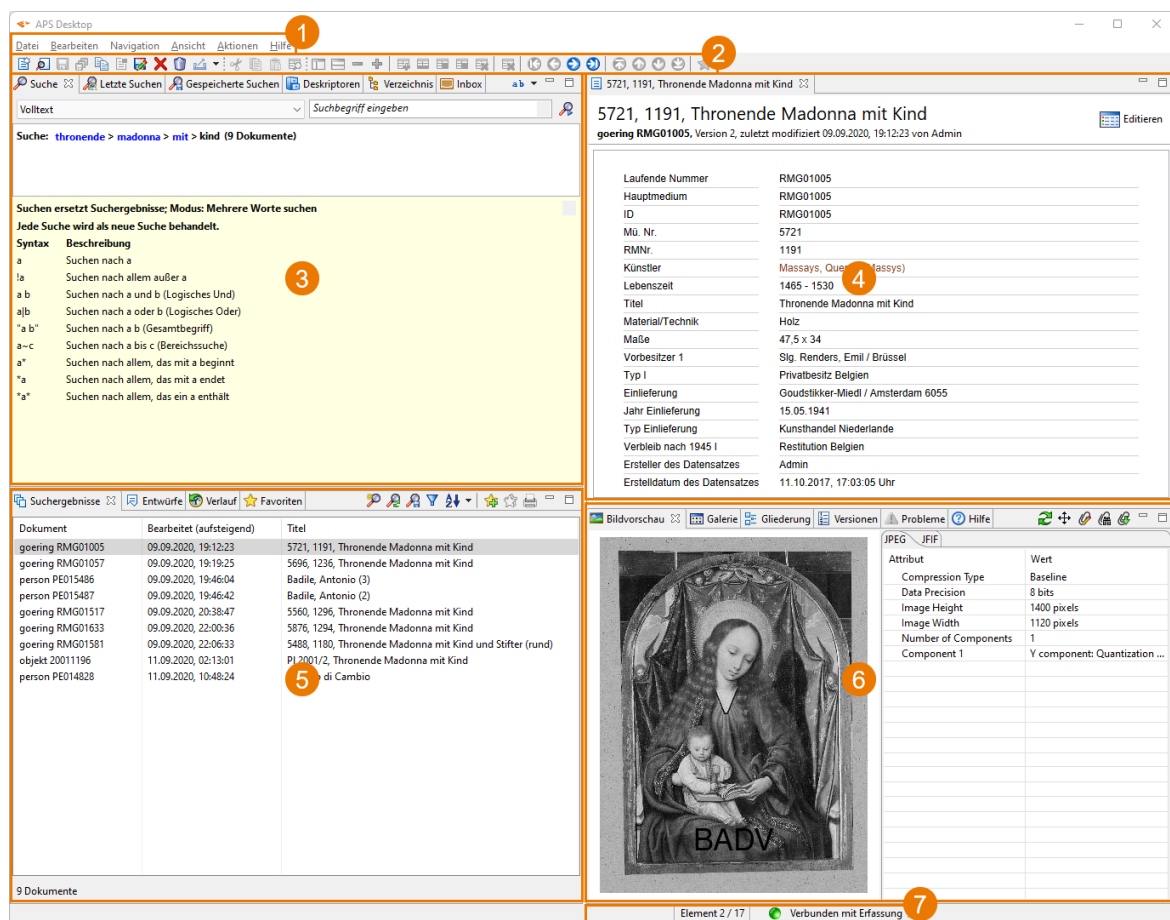 APS Desktop
1
Datei Bearbeiten Navigation Ansicht Aktionen Hilfe
2
Suche Letzte Suchen Gespeicherte Suchen Deskriptoren Verzeichnis Inbox ab
Volltext Suchbegriff eingeben
Suche: thronende > madonna > mit > kind (9 Dokumente)
Suchen ersetzt Suchergebnisse; Modus: Mehrere Worte suchen
Jede Suche wird als neue Suche behandelt.
Syntax Beschreibung
a Suchen nach a
!a Suchen nach allem außer a
3
a b Suchen nach a und b (Logisches Und)
a|b Suchen nach a oder b (Logisches Oder)
"a b" Suchen nach a b (Gesamtbegriff)
a~c Suchen nach a bis c (Bereichssuche)
a* Suchen nach allem, das mit a beginnt
*a Suchen nach allem, das mit a endet
*a* Suchen nach allem, das ein a enthält
5721, 1191, Thronende Madonna mit Kind
5721, 1191, Thronende Madonna mit Kind
Editieren
goering RMG01005, Version 2, zuletzt modifiziert 09.09.2020, 19:12:23 von Admin
Laufende Nummer RMG01005
Hauptmedium RMG01005
ID RMG01005
Mü. Nr. 5721
RMNr. 1191
Künstler Massays, Massys)
4
Lebenszeit 1465 - 1530
Titel Thronende Madonna mit Kind
Material/Technik Holz
Maße 47,5 x 34
Vorbesitzer 1 Slg. Renders, Emil / Brüssel
Typ I Privatbesitz Belgien
Einlieferung Goudstikker-Miedl / Amsterdam 6055
Jahr Einlieferung 15.05.1941
Typ Einlieferung Kunsthandel Niederlande
Verbleib nach 1945 I Restitution Belgien
Ersteller des Datensatzes Admin
Erstelldatum des Datensatzes 11.10.2017, 17:03:05 Uhr
Suchergebnisse Entwürfe Verlauf Favoriten
Dokument Bearbeitet (aufsteigend) Titel
goering RMG01005 09.09.2020, 19:12:23 5721, 1191, Thronende Madonna mit Kind
goering RMG01057 09.09.2020, 19:19:25 5696, 1236, Thronende Madonna mit Kind
person PE015486 09.09.2020, 19:46:04 Badile, Antonio (3)
person PE015487 09.09.2020, 19:46:42 Badile, Antonio (2)
goering RMG01517 09.09.2020, 20:38:47 5560, 1296, Thronende Madonna mit Kind
goering RMG01633 09.09.2020, 22:00:36 5876, 1294, Thronende Madonna mit Kind
goering RMG01581 09.09.2020, 22:06:33 5488, 1180, Thronende Madonna mit Kind und Stifter (rund)
objekt 20011196 11.09.2020, 02:13:01 PI 2001/2, Thronende Madonna mit Kind
person PE014828 11.09.2020, 10:48:24 di Cambio
5
9 Dokumente
Bildvorschau Galerie Gliederung Versionen Probleme Hilfe
JPEG JFIF
Attribut Wert
Compression Type Baseline
Data Precision 8 bits
Image Height 1400 pixels
Image Width 1120 pixels
Number of Components 1
Component 1 Y component: Quantization ...
6
BADV
7
Element 2 / 17 Verbunden mit Erfassung